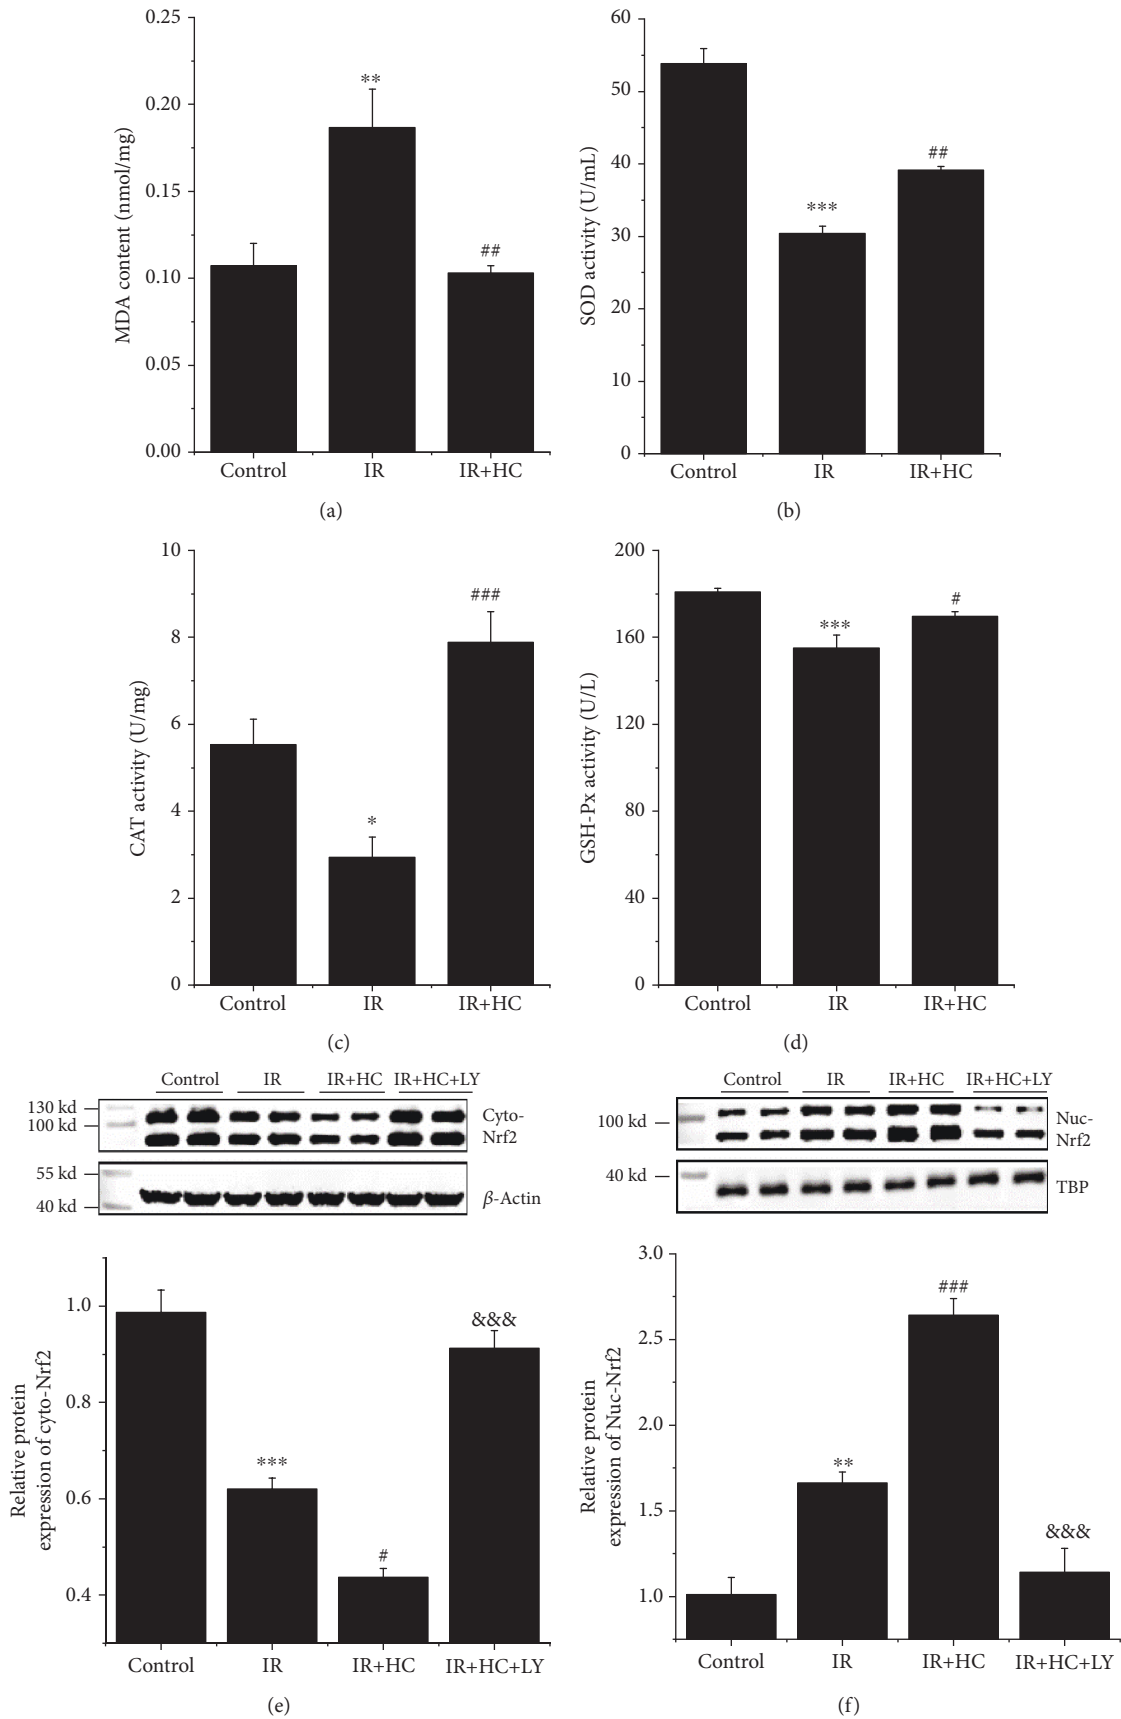 0.25
0.20
0.15
0.10
0.05
0.00
MDA content (nmol/mg)
**
##
Control IR IR+HC
(a)
60
50
40
30
20
10
0
SOD activity (U/mL)
***
##
Control IR IR+HC
(b)
10
8
6
4
2
0
CAT activity (U/mg)
*
###
Control IR IR+HC
(c)
200
160
120
80
40
0
GSH-Px activity (U/L)
***
#
Control IR IR+HC
(d)
Control IR IR+HC IR+HC+LY
130 kd
100 kd
Cyto-
Nrf2
55 kd
40 kd
β-Actin
1.0
0.8
0.6
0.4
Relative protein
expression of cyto-Nrf2
***
#
&&&
Control IR IR+HC IR+HC+LY
(e)
Control IR IR+HC IR+HC+LY
100 kd
Nuc-
Nrf2
40 kd
TBP
3.0
2.5
2.0
1.5
1.0
Relative protein
expression of Nuc-Nrf2
**
###
&&&
Control IR IR+HC IR+HC+LY
(f)